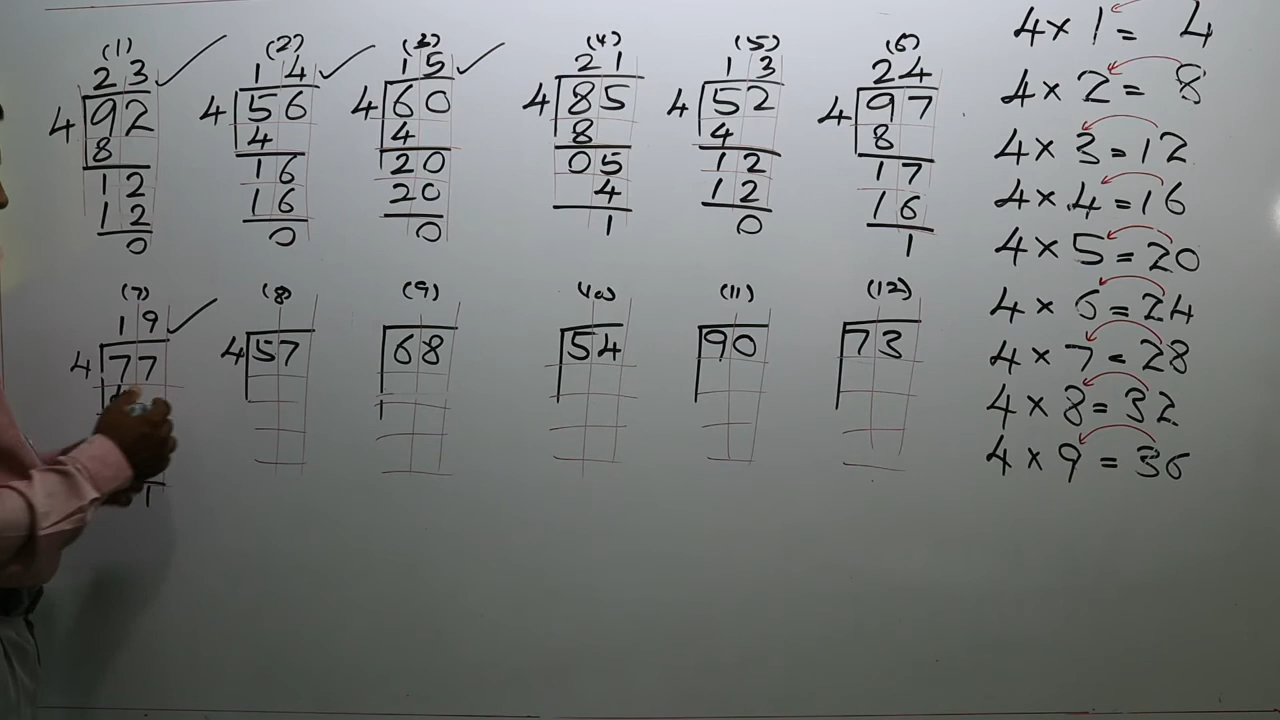 (1) (2) (3) (4) (5) (6)
23 14 15 21 13 24
4 92 4 56 4 60 4 85 4 52 4 97
8 4 4 8 4 8
12 16 20 05 12 17
12 16 20 4 12 16
0 0 0 1 0 1
(7) (8) (9) (10) (11) (12)
19
4 77 4 57 68 54 90 73
1
4 × 1 = 4
4 × 2 = 8
4 × 3 = 12
4 × 4 = 16
4 × 5 = 20
4 × 6 = 24
4 × 7 = 28
4 × 8 = 32
4 × 9 = 36